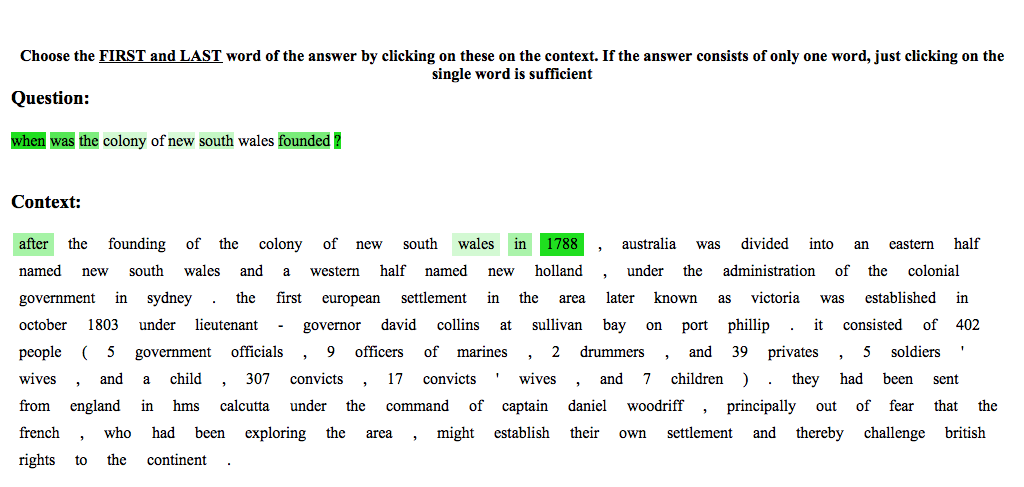 Choose the FIRST and LAST word of the answer by clicking on these on the context. If the answer consists of only one word, just clicking on the
single word is sufficient
Question:
when was the colony of new south wales founded ?
Context:
after the founding of the colony of new south wales in 1788 , australia was divided into an eastern half
named new south wales and a western half named new holland , under the administration of the colonial
government in sydney . the first european settlement in the area later known as victoria was established in
october 1803 under lieutenant - governor david collins at sullivan bay on port phillip . it consisted of 402
people ( 5 government officials , 9 officers of marines , 2 drummers , and 39 privates , 5 soldiers '
wives , and a child , 307 convicts , 17 convicts ' wives , and 7 children ) . they had been sent
from england in hms calcutta under the command of captain daniel woodriff , principally out of fear that the
french , who had been exploring the area , might establish their own settlement and thereby challenge british
rights to the continent .